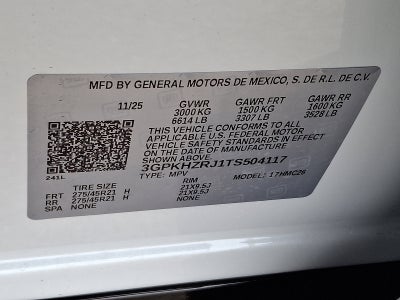 MFD BY GENERAL MOTORS DE MEXICO, S. DE R.L. DE C.V.
11/25 GVWR GAWR FRT GAWR RR
3000 KG 1500 KG 1600 KG
6614 LB 3307 LB 3528 LB
THIS VEHICLE CONFORMS TO ALL
APPLICABLE U.S. FEDERAL MOTOR
VEHICLE SAFETY STANDARDS IN EFFECT
ON THE DATE OF MANUFACTURE
SHOWN ABOVE.
3GPKHZRJ1TS504117
TYPE: MPV MODEL: 17HMC26
241L
TIRE SIZE RIM
FRT 275/45R21 H 21X9.5J
RR 275/45R21 H 21X9.5J
SPA NONE NONE